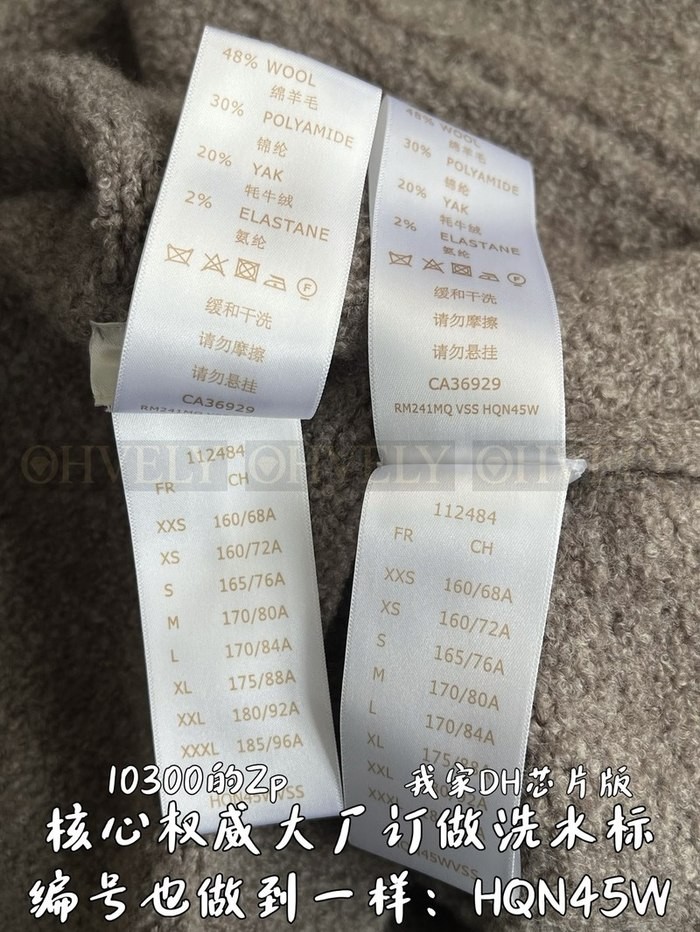 48% WOOL
绵羊毛
30% POLYAMIDE
锦纶
20% YAK
牦牛绒
2% ELASTANE
氨纶
F
缓和干洗
请勿摩擦
请勿悬挂
CA36929
RM241MQ
112484
FR CH
XXS 160/68A
XS 160/72A
S 165/76A
M 170/80A
L 170/84A
XL 175/88A
XXL 180/92A
XXXL 185/96A
HQN45WVSS
48% WOOL
绵羊毛
30% POLYAMIDE
锦纶
20% YAK
牦牛绒
2% ELASTANE
氨纶
F
缓和干洗
请勿摩擦
请勿悬挂
CA36929
RM241MQ VSS HQN45W
112484
FR CH
XXS 160/68A
XS 160/72A
S 165/76A
M 170/80A
L 170/84A
XL 175/88A
XXL
OHVELY OHVELY OHVELY
10300的Zp 我家DH芯片版
核心权威大厂订做洗水标
编号也做到一样：HQN45W